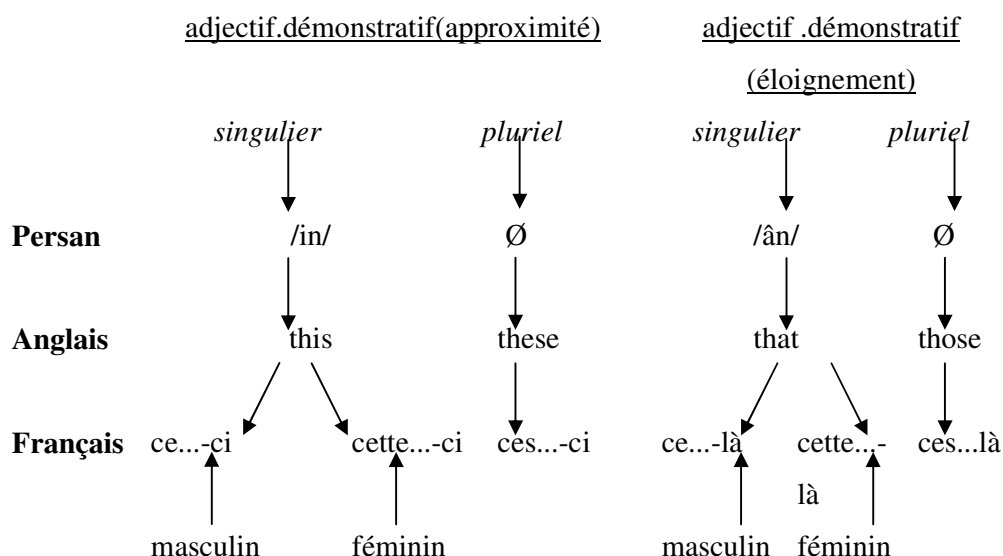 adjectif.démonstratif(approximité) adjectif .démonstratif
(éloignement)
singulier pluriel singulier pluriel
Persan /in/ Ø /ân/ Ø
Anglais this these that those
Français ce...-ci cette...-ci ces...-ci ce...-là cette...- ces...là
là
masculin féminin masculin féminin